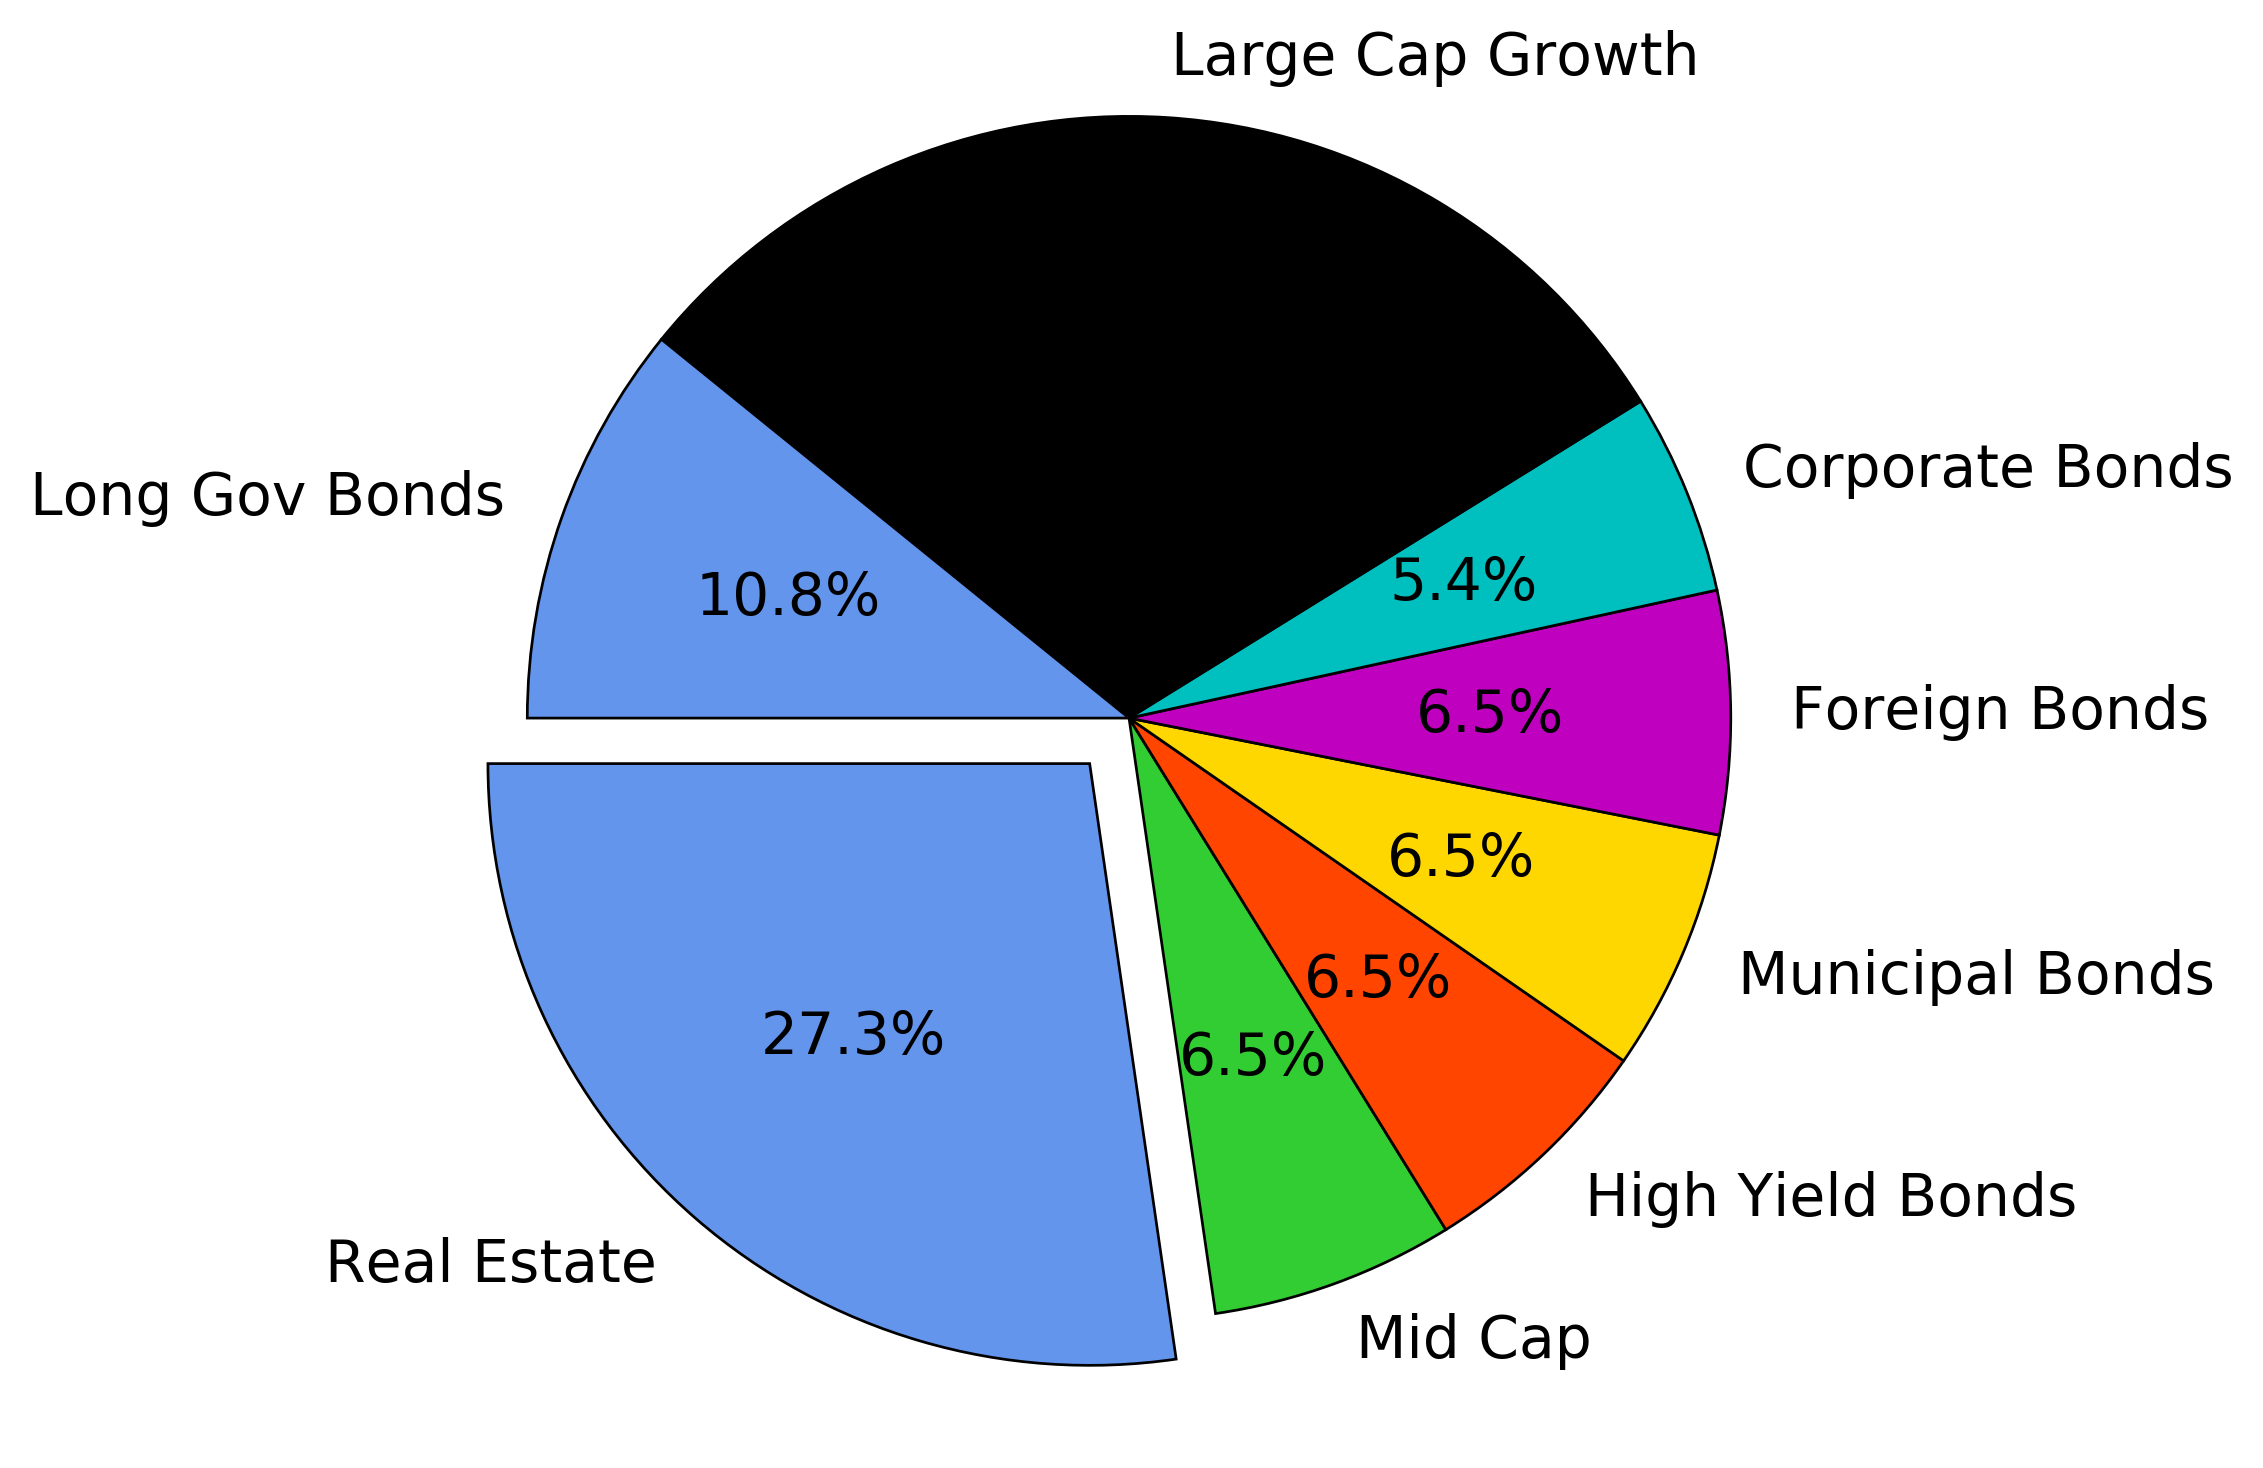 Large Cap Growth
Corporate Bonds
Long Gov Bonds
5.4%
10.8%
Foreign Bonds
6.5%
6.5%
Municipal Bonds
6.5%
27.3%
6.5%
High Yield Bonds
Real Estate
Mid Cap